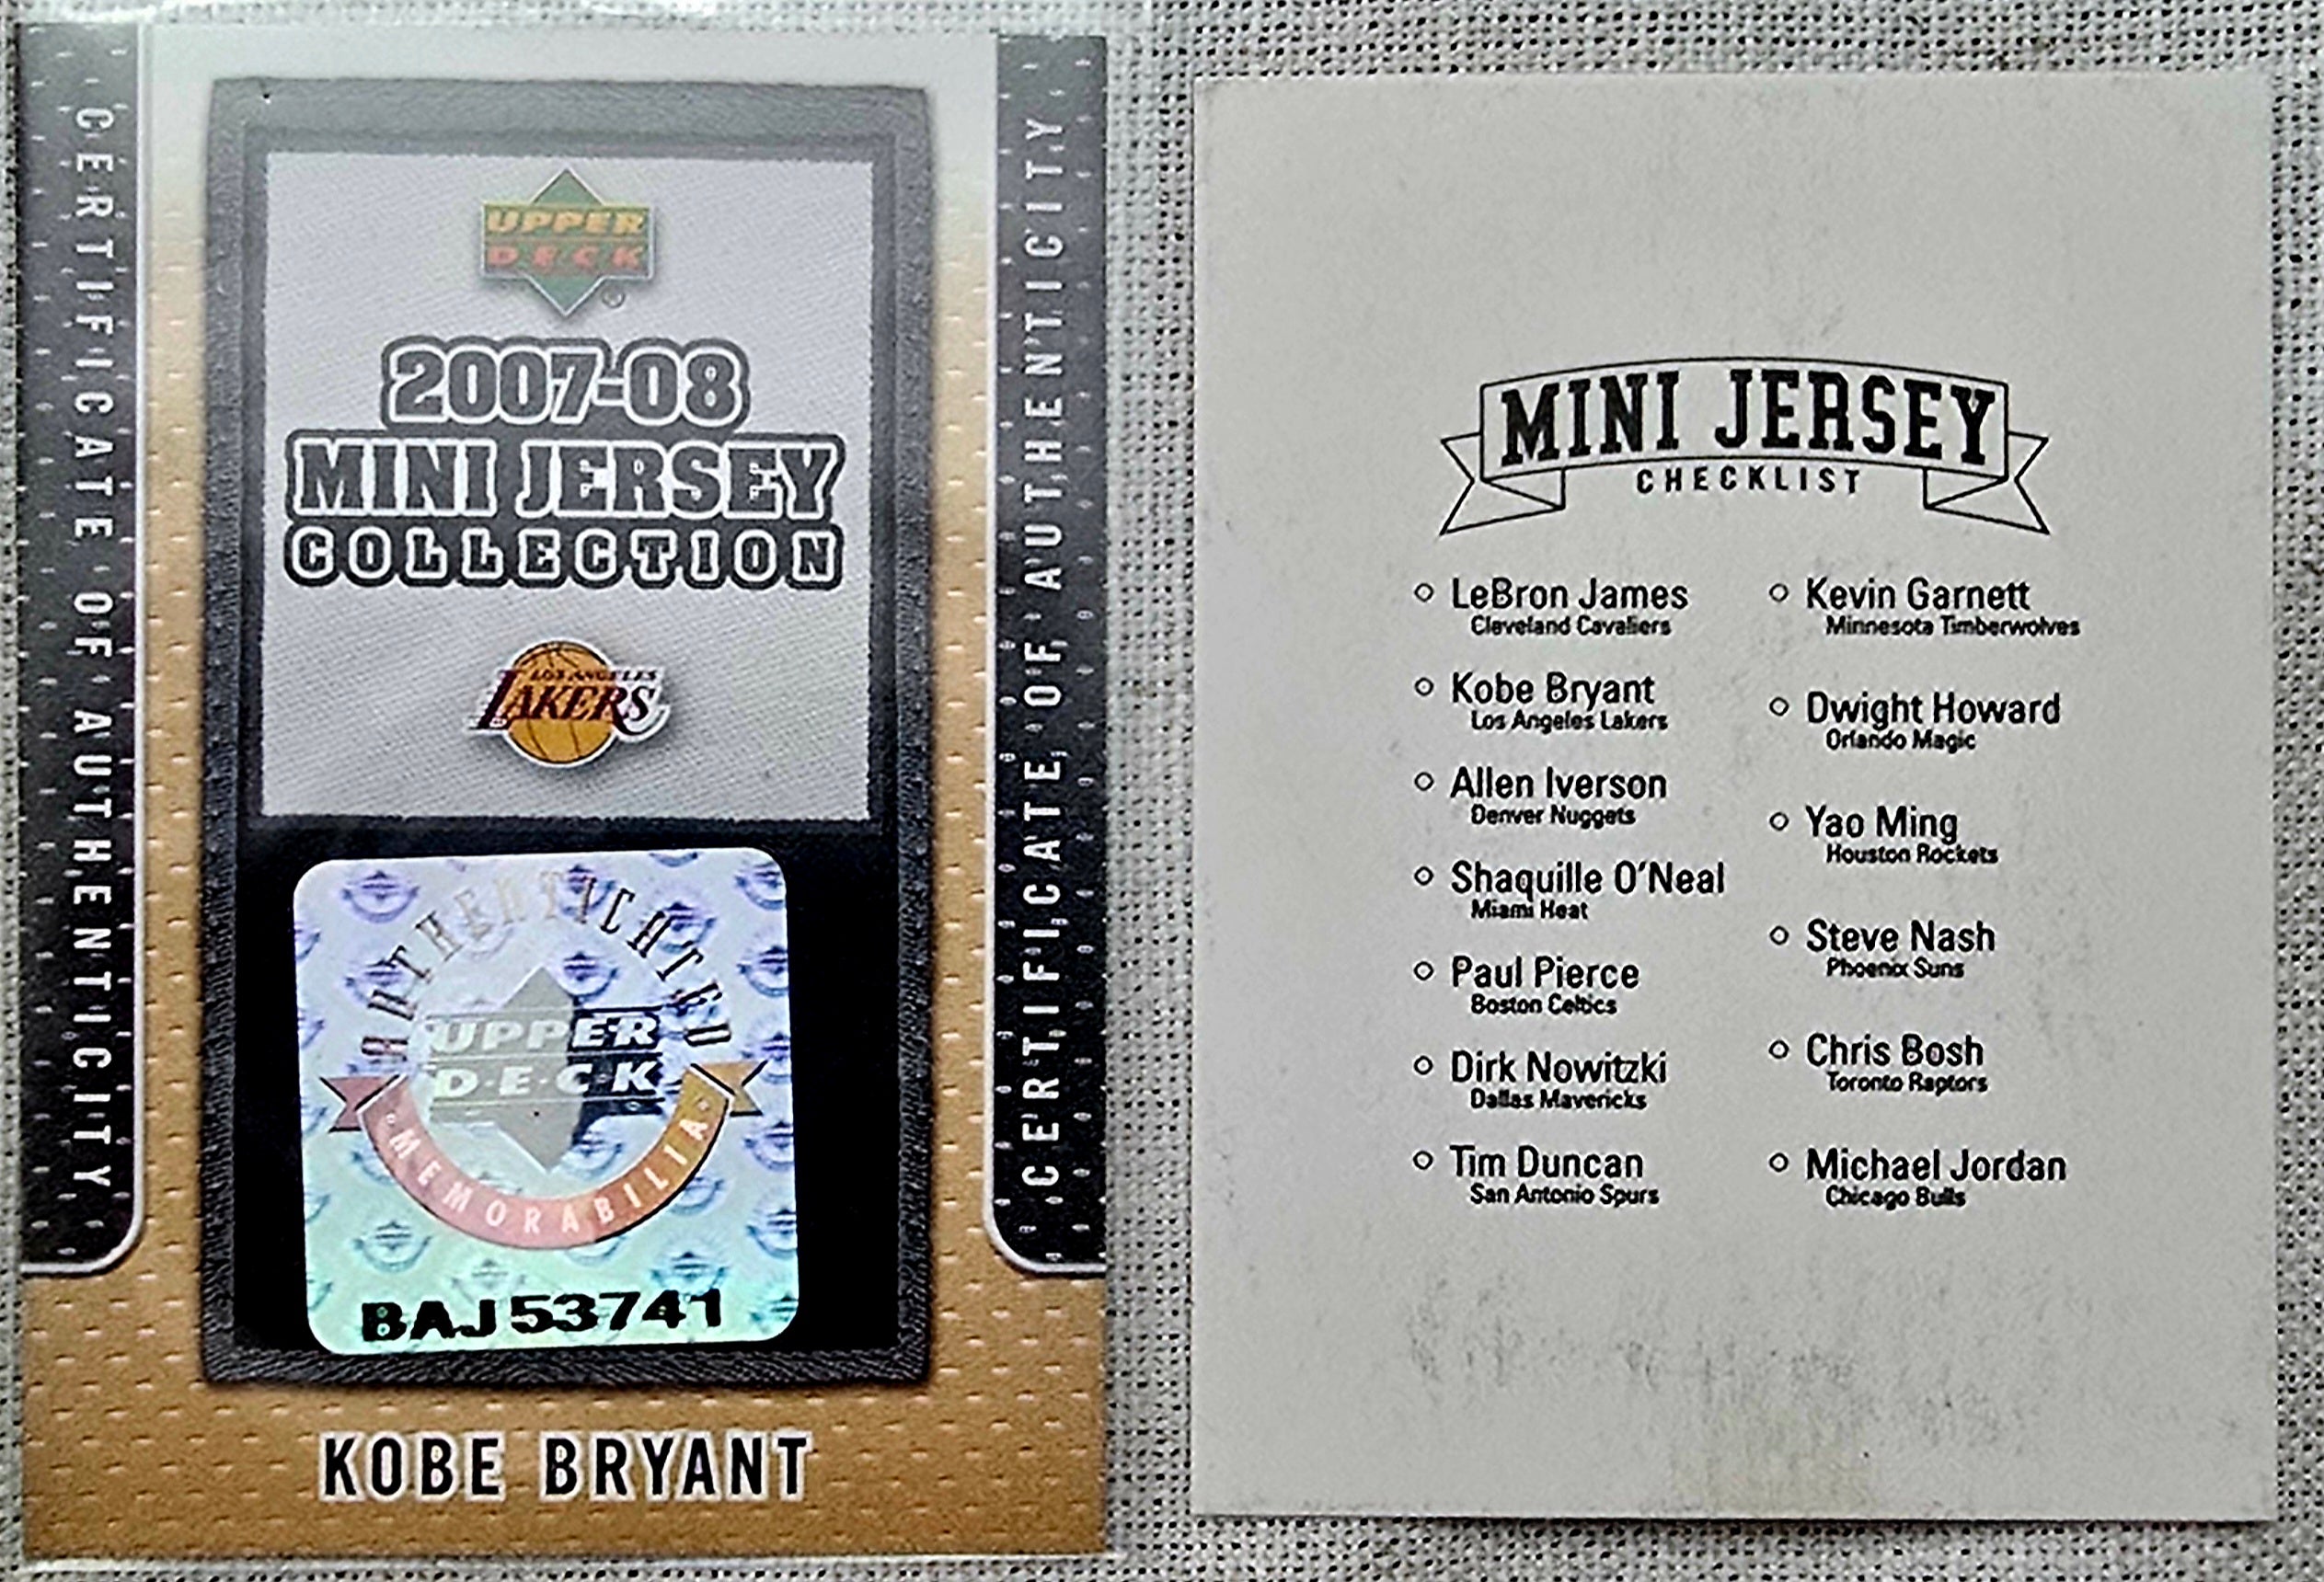 CERTIFICATE OF AUTHENTICITY
UPPER
DECK
®
2007-08
MINI JERSEY
COLLECTION
LOS ANGELES
LAKERS
AUTHENTICATED
UPPER
D·E·C·K
MEMORABILIA
BAJ53741
KOBE BRYANT
CERTIFICATE OF AUTHENTICITY
MINI JERSEY
CHECKLIST
LeBron James
Cleveland Cavaliers
Kobe Bryant
Los Angeles Lakers
Allen Iverson
Denver Nuggets
Shaquille O'Neal
Miami Heat
Paul Pierce
Boston Celtics
Dirk Nowitzki
Dallas Mavericks
Tim Duncan
San Antonio Spurs
Kevin Garnett
Minnesota Timberwolves
Dwight Howard
Orlando Magic
Yao Ming
Houston Rockets
Steve Nash
Phoenix Suns
Chris Bosh
Toronto Raptors
Michael Jordan
Chicago Bulls